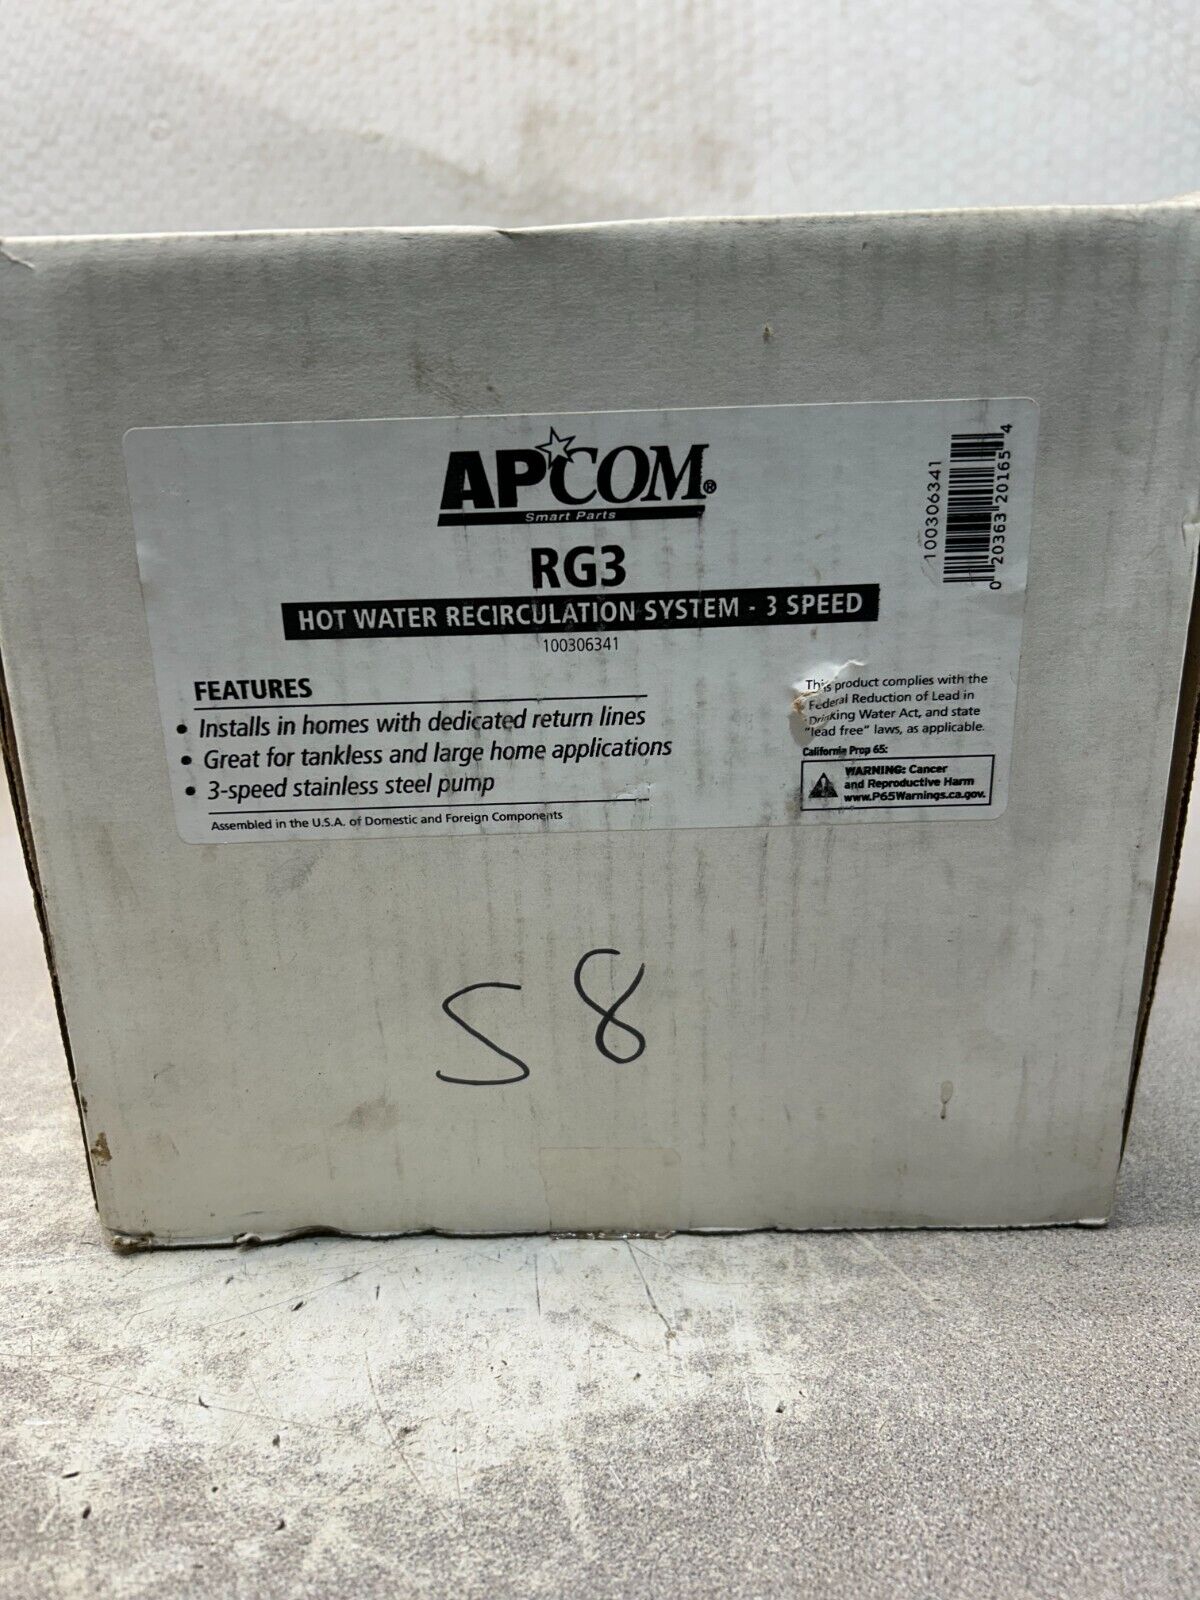 APCOM®
Smart Parts
RG3
HOT WATER RECIRCULATION SYSTEM - 3 SPEED
100306341
100306341
0 20363 20165 4
FEATURES
• Installs in homes with dedicated return lines
• Great for tankless and large home applications
• 3-speed stainless steel pump
Assembled in the U.S.A. of Domestic and Foreign Components
This product complies with the
Federal Reduction of Lead in
Drinking Water Act, and state
"lead free" laws, as applicable.
California Prop 65:
WARNING: Cancer
and Reproductive Harm
www.P65Warnings.ca.gov.
S 8